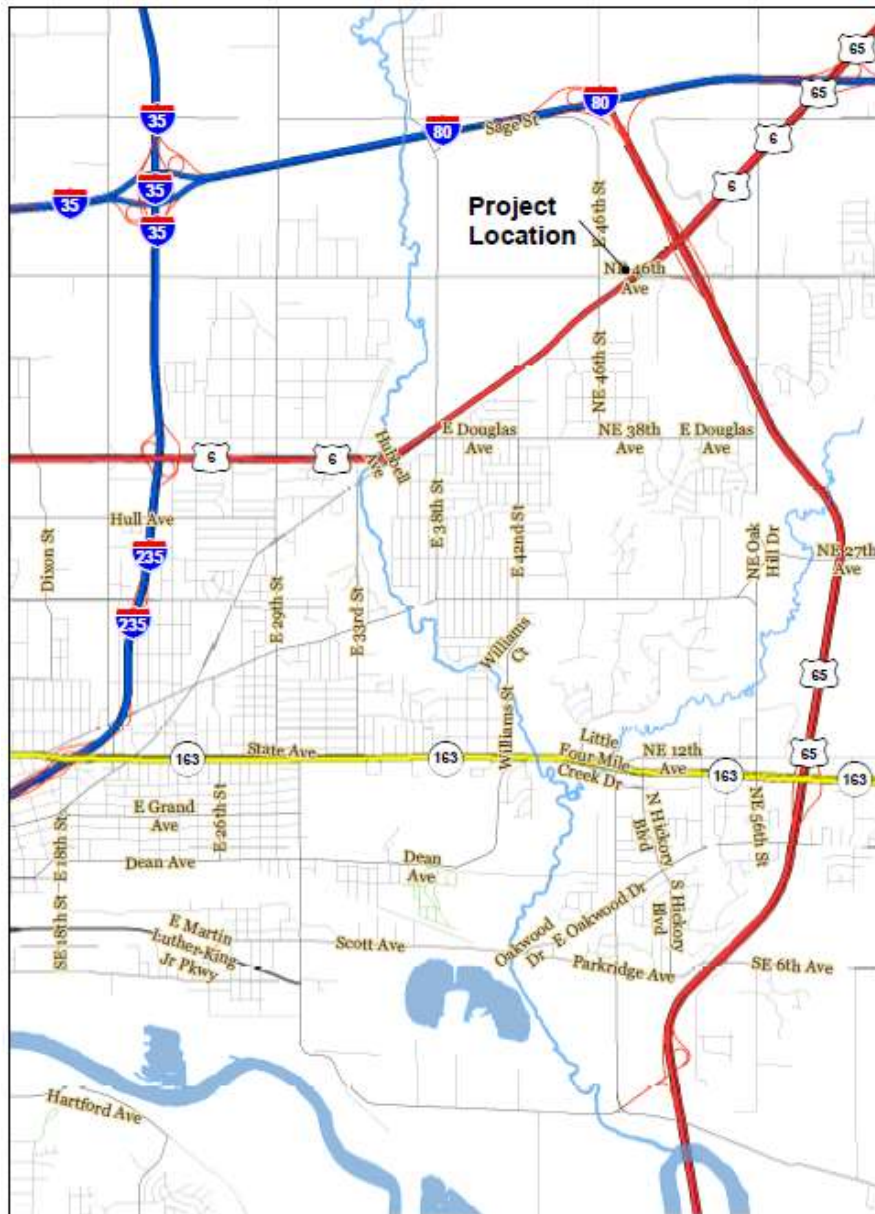 65
35
80
65
80
Sage St
6
35
35
6
Project
Location
E 46th St
35
NE 46th
Ave
NE 46th St
E Douglas
Ave
NE 38th
Ave
E Douglas
Ave
6
6
Hubbell
Ave
E 38th St
Hull Ave
E 42nd St
Dixon St
235
NE Oak
Hill Dr
NE 27th
Ave
E 29th St
E 33rd St
235
Williams
Ct
65
Williams St
State Ave
163
163
Little
Four Mile
Creek Dr
NE 12th
Ave
65
163
163
E Grand
Ave
E 26th St
N Hickory
Blvd
NE 56th St
E 18th St
Dean Ave
Dean
Ave
E Oakwood Dr
S Hickory
Blvd
SE 18th St
E Martin
Luther-King
Jr Pkwy
Scott Ave
Oakwood
Dr
Parkridge Ave
SE 6th Ave
Hartford Ave